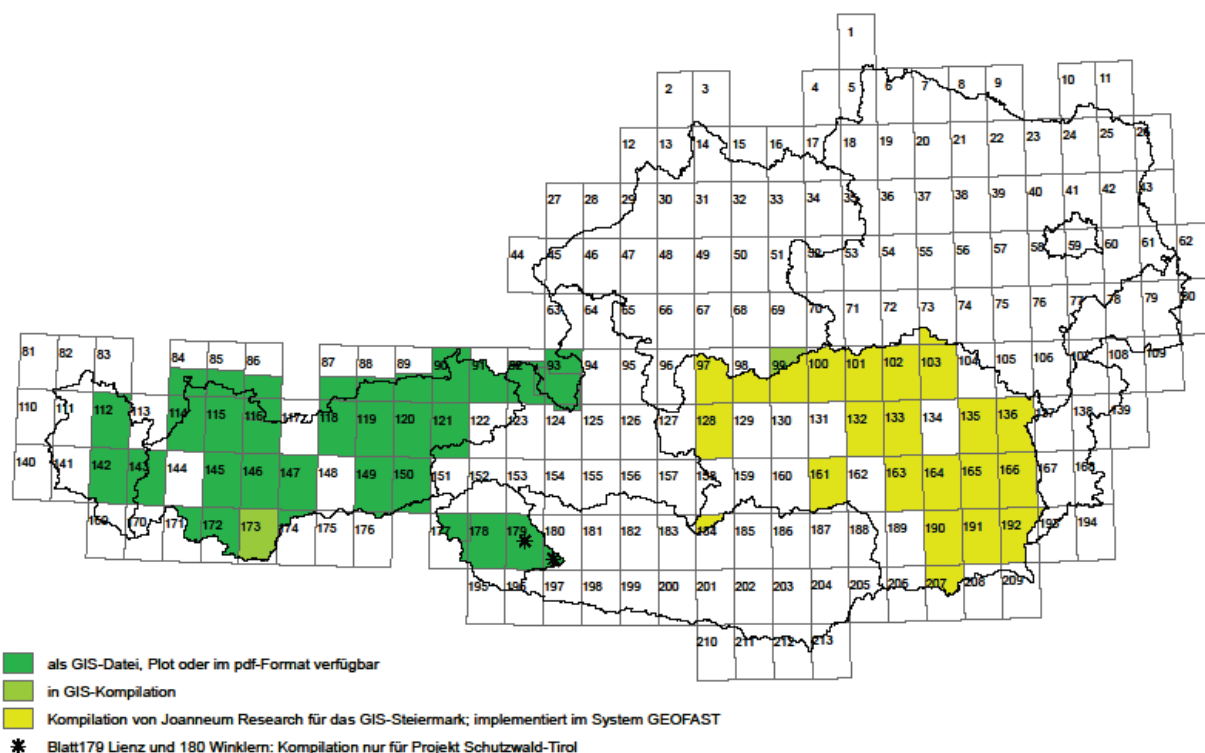 1
2 3 4 5 6 7 8 9 10 11
12 13 14 15 16 17 18 19 20 21 22 23 24 25 26
27 28 29 30 31 32 33 34 35 36 37 38 39 40 41 42 43
44 45 46 47 48 49 50 51 52 53 54 55 56 57 58 59 60 61 62
63 64 65 66 67 68 69 70 71 72 73 74 75 76 77 78 79 80
81 82 83 84 85 86 87 88 89 90 91 92 93 94 95 96 97 98 99 100 101 102 103 104 105 106 107 108 109
110 111 112 113 114 115 116 117 118 119 120 121 122 123 124 125 126 127 128 129 130 131 132 133 134 135 136 137 138 139
140 141 142 143 144 145 146 147 148 149 150 151 152 153 154 155 156 157 158 159 160 161 162 163 164 165 166 167 168
169 170 171 172 173 174 175 176 177 178 179 180 181 182 183 184 185 186 187 188 189 190 191 192 193 194
195 196 197 198 199 200 201 202 203 204 205 206 207 208 209
210 211 212 213
als GIS-Datei, Plot oder im pdf-Format verfügbar
in GIS-Kompilation
Kompilation von Joanneum Research für das GIS-Steiermark; implementiert im System GEOFAST
Blatt179 Lienz und 180 Winklern: Kompilation nur für Projekt Schutzwald-Tirol